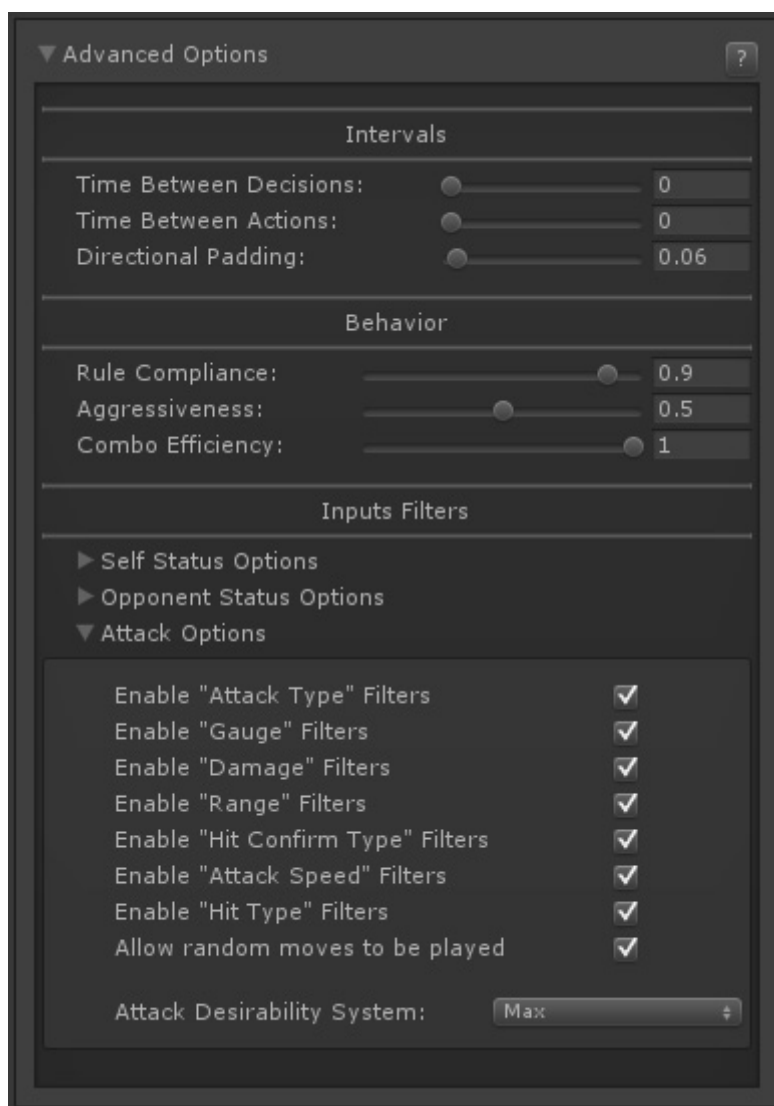 Advanced Options
?
Intervals
Time Between Decisions: 0
Time Between Actions: 0
Directional Padding: 0.06
Behavior
Rule Compliance: 0.9
Aggressiveness: 0.5
Combo Efficiency: 1
Inputs Filters
Self Status Options
Opponent Status Options
Attack Options
Enable "Attack Type" Filters
Enable "Gauge" Filters
Enable "Damage" Filters
Enable "Range" Filters
Enable "Hit Confirm Type" Filters
Enable "Attack Speed" Filters
Enable "Hit Type" Filters
Allow random moves to be played
Attack Desirability System: Max